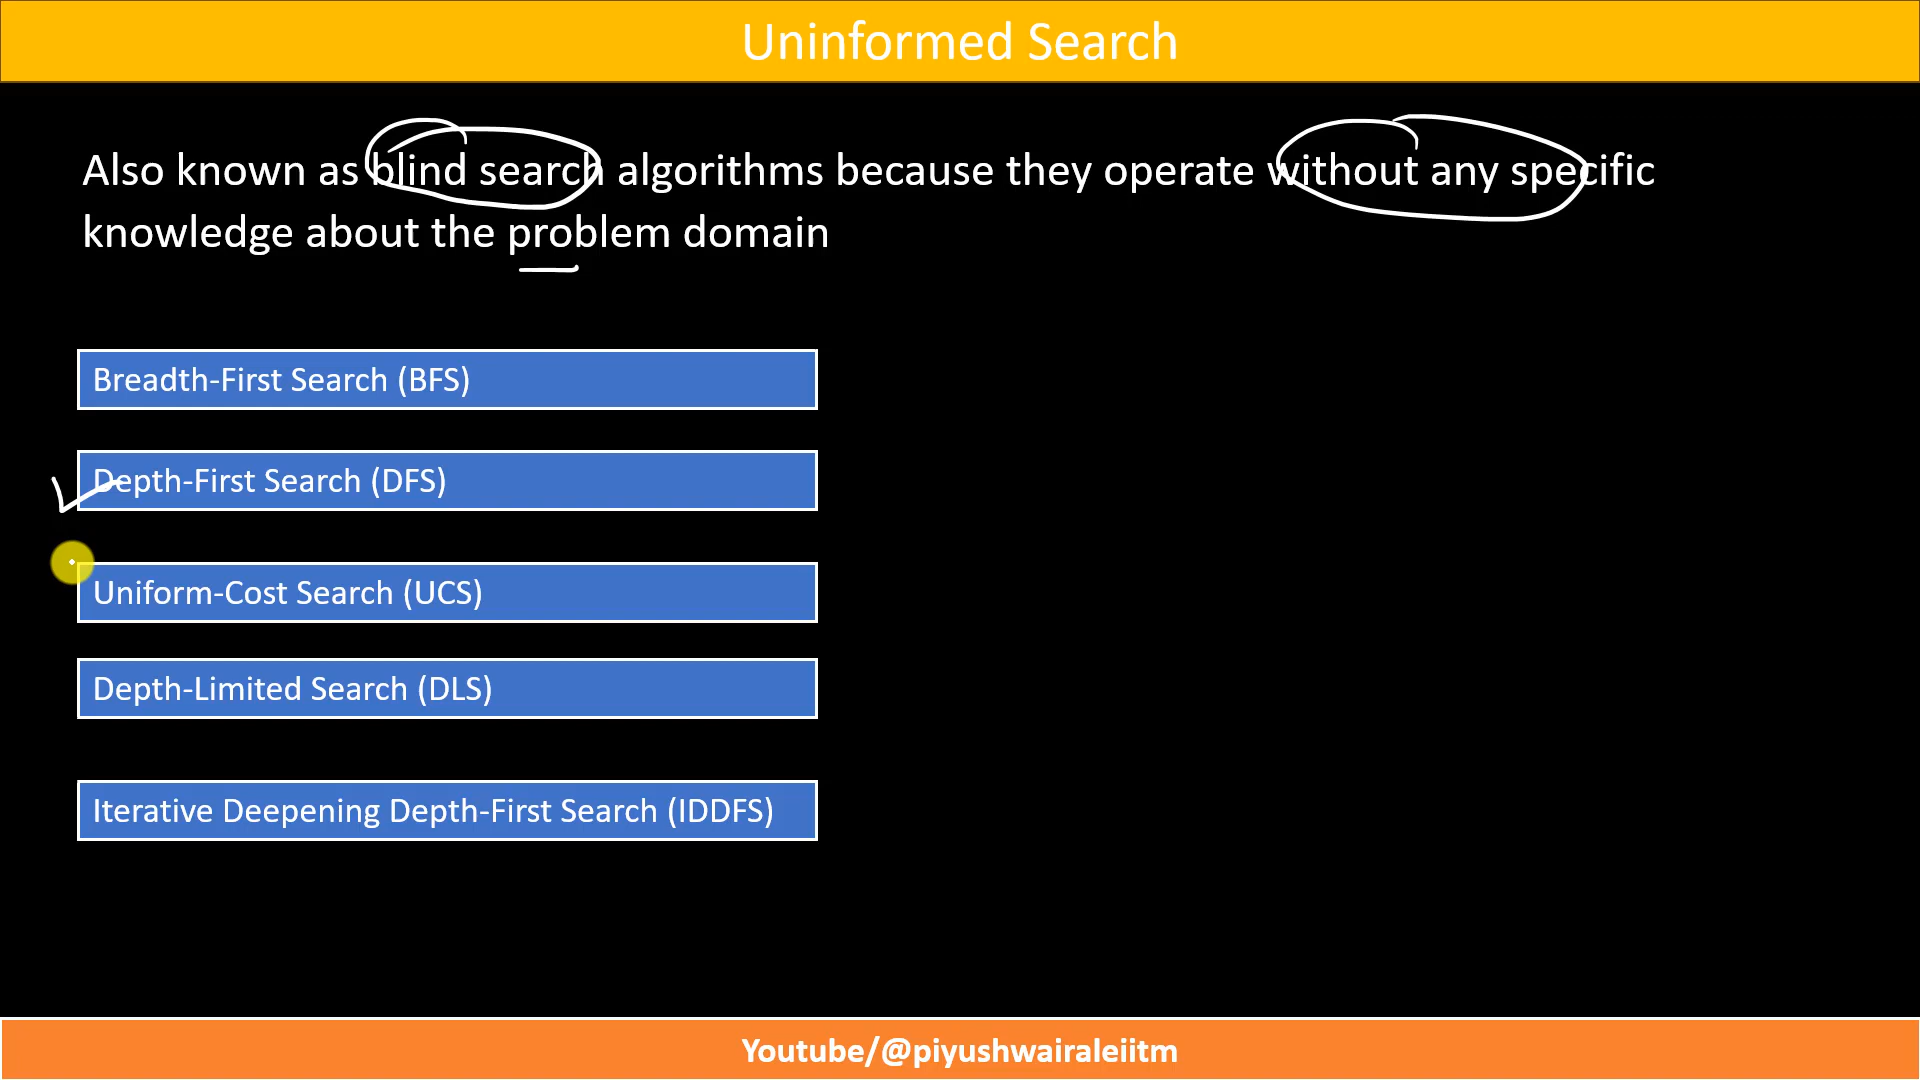 Uninformed Search
Also known as blind search algorithms because they operate without any specific
knowledge about the problem domain
Breadth-First Search (BFS)
Depth-First Search (DFS)
Uniform-Cost Search (UCS)
Depth-Limited Search (DLS)
Iterative Deepening Depth-First Search (IDDFS)
Youtube/@piyushwairaleiitm